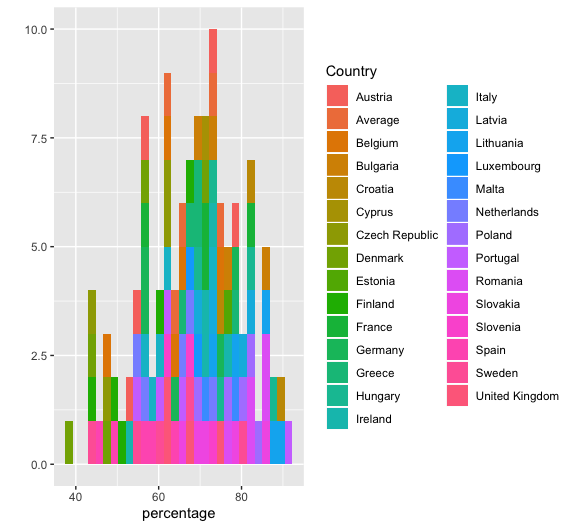 10.0
7.5
5.0
2.5
0.0
40 60 80
percentage
Country
Austria
Average
Belgium
Bulgaria
Croatia
Cyprus
Czech Republic
Denmark
Estonia
Finland
France
Germany
Greece
Hungary
Ireland
Italy
Latvia
Lithuania
Luxembourg
Malta
Netherlands
Poland
Portugal
Romania
Slovakia
Slovenia
Spain
Sweden
United Kingdom